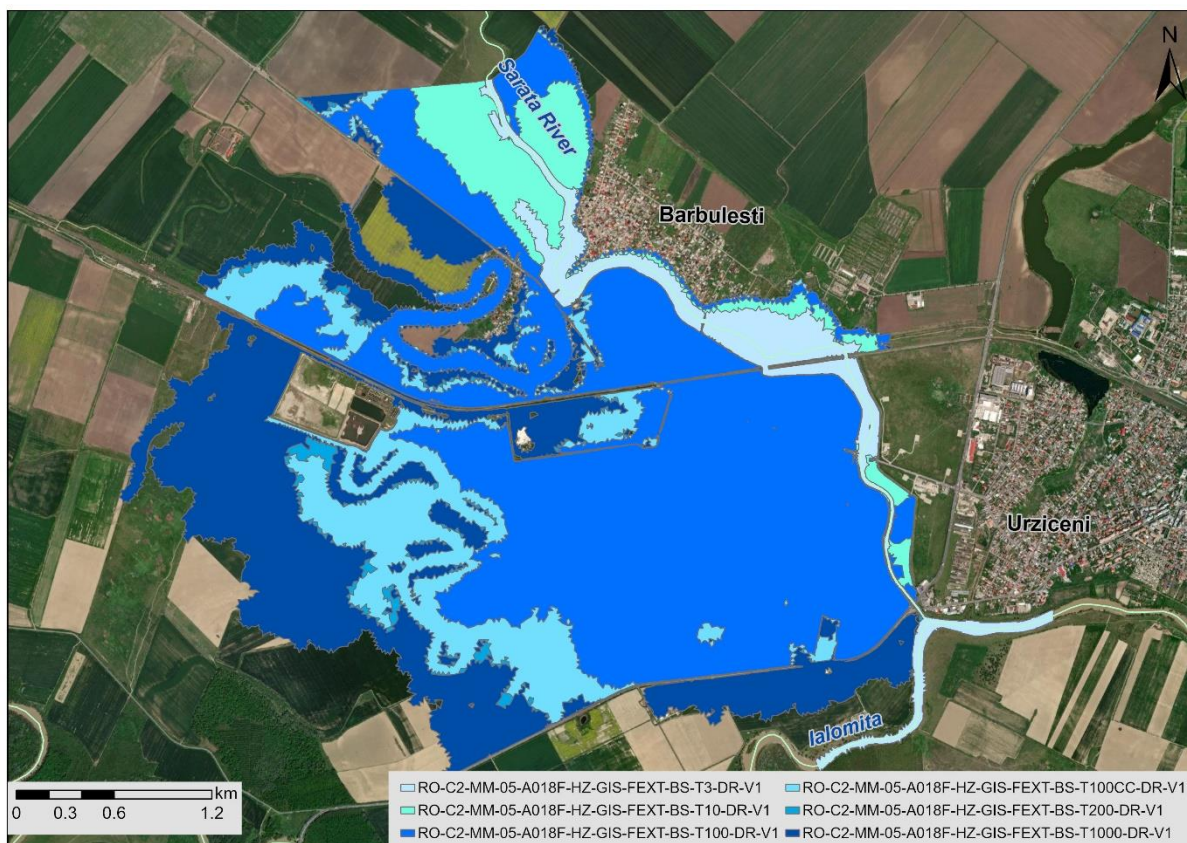 N
Sarata River
Barbulesti
Urziceni
Ialomita
km
0 0.3 0.6 1.2
RO-C2-MM-05-A018F-HZ-GIS-FEXT-BS-T3-DR-V1
RO-C2-MM-05-A018F-HZ-GIS-FEXT-BS-T10-DR-V1
RO-C2-MM-05-A018F-HZ-GIS-FEXT-BS-T100-DR-V1
RO-C2-MM-05-A018F-HZ-GIS-FEXT-BS-T100CC-DR-V1
RO-C2-MM-05-A018F-HZ-GIS-FEXT-BS-T200-DR-V1
RO-C2-MM-05-A018F-HZ-GIS-FEXT-BS-T1000-DR-V1